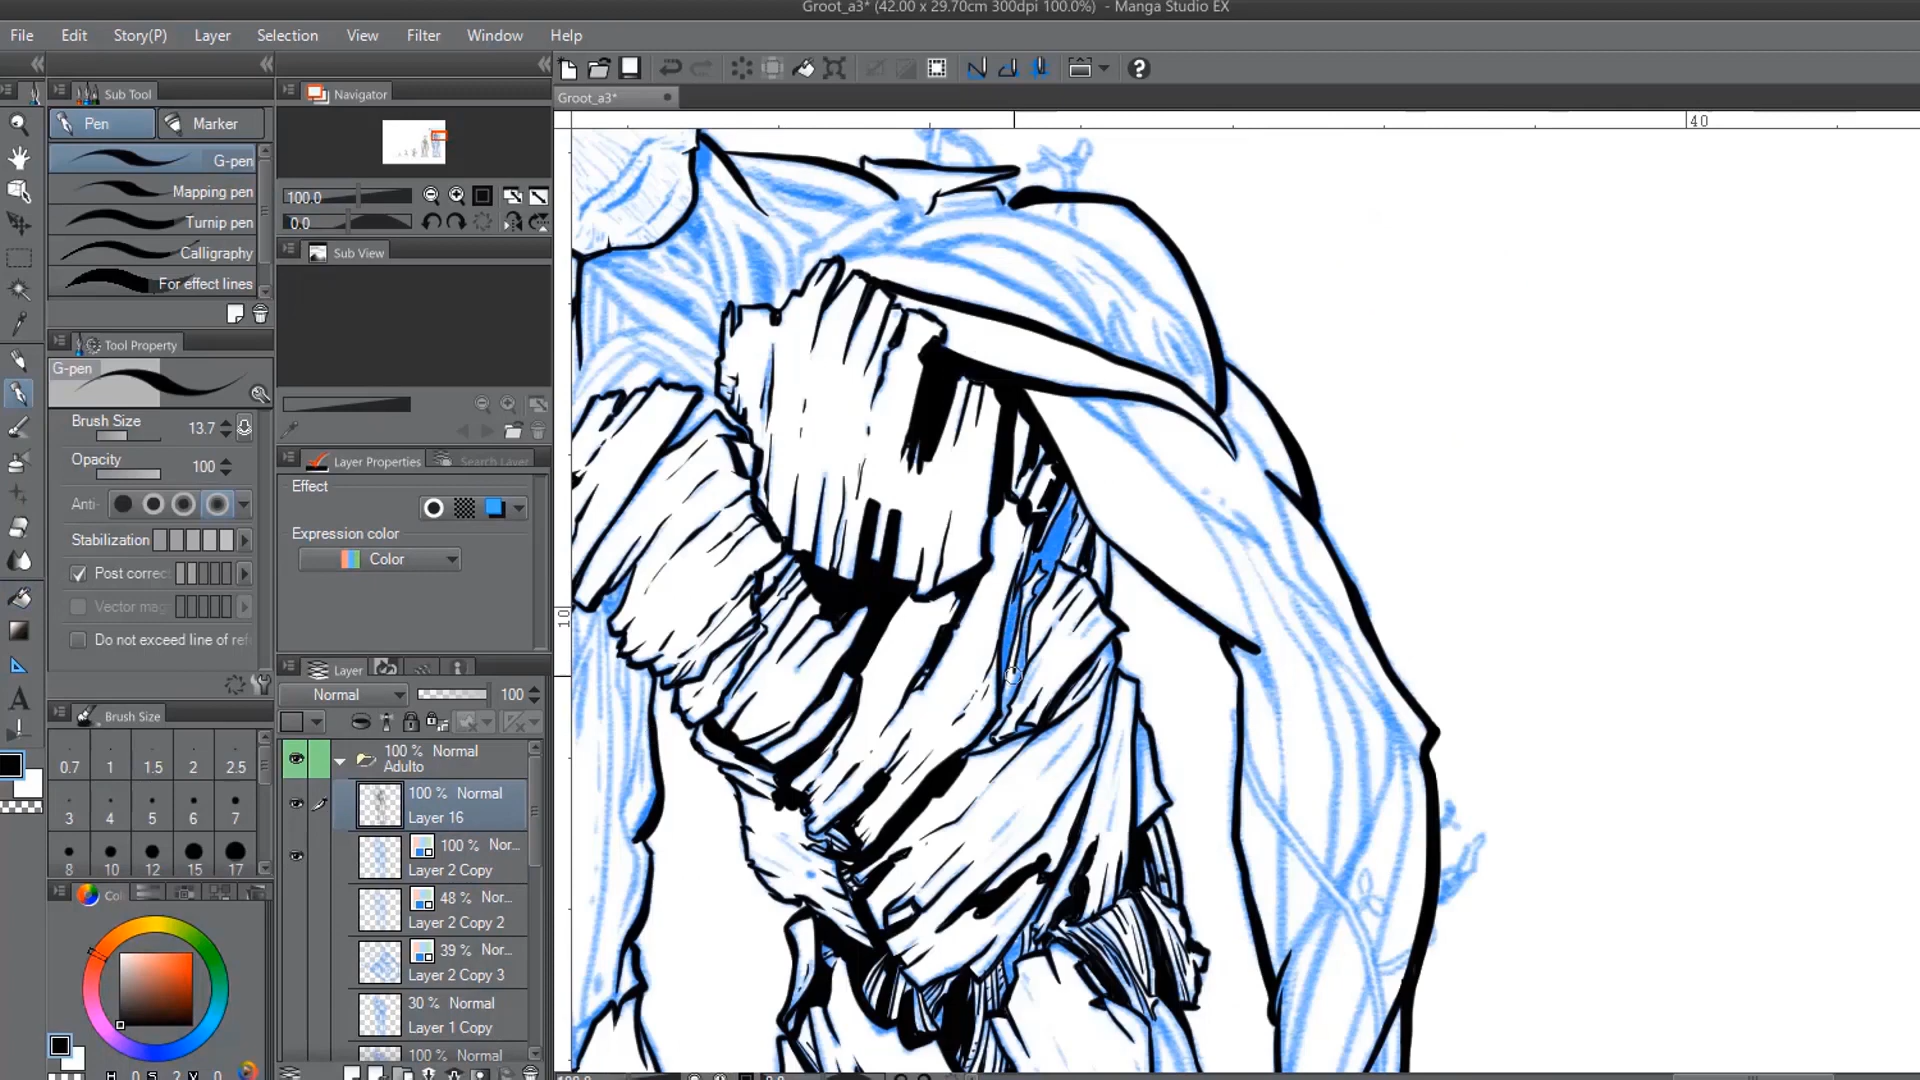 Groot_a3* (42.00 x 29.70cm 300dpi 100.0%) - Manga Studio EX
File Edit Story(P) Layer Selection View Filter Window Help
Sub Tool
Navigator
Groot_a3*
Pen
Marker
40
G-pen
Mapping pen
Turnip pen
Calligraphy
For effect lines
100.0
0.0
Sub View
Tool Property
G-pen
Brush Size 13.7
Opacity 100
Anti-
Stabilization
Post correc
Vector mag
Do not exceed line of ref
Layer Properties
Search Layer
Effect
Expression color
Color
10
Layer
Normal 100
Brush Size
0.7 1 1.5 2 2.5
3 4 5 6 7
8 10 12 15 17
100 % Normal
Adulto
100 % Normal
Layer 16
100 % Nor...
Layer 2 Copy
48 % Nor...
Layer 2 Copy 2
39 % Nor...
Layer 2 Copy 3
30 % Normal
Layer 1 Copy
100 % Normal
Co